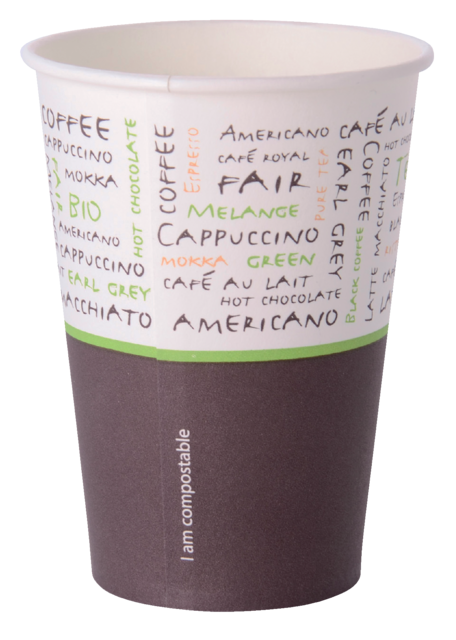 COFFEE
CAPPUCCINO
MOKKA
BIO
AMERICANO
CAPPUCCINO
EARL GREY
MACCHIATO
HOT CHOCOLATE
COFFEE
ESPRESSO
AMERICANO
CAFÉ ROYAL
FAIR
MELANGE
CAPPUCCINO
MOKKA GREEN
CAFÉ AU LAIT
HOT CHOCOLATE
AMERICANO
PURE TEA
CAFÉ AU
EARL GREY
BLACK COFFEE
COFFEE
LATTE MACCHIATO
I am compostable